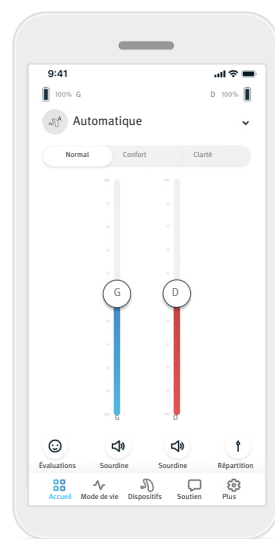 9:41
100% G D 100%
Automatique
Normal Confort Clarté
G D
G D
Évaluations Sourdine Sourdine Répartition
Accueil Mode de vie Dispositifs Soutien Plus